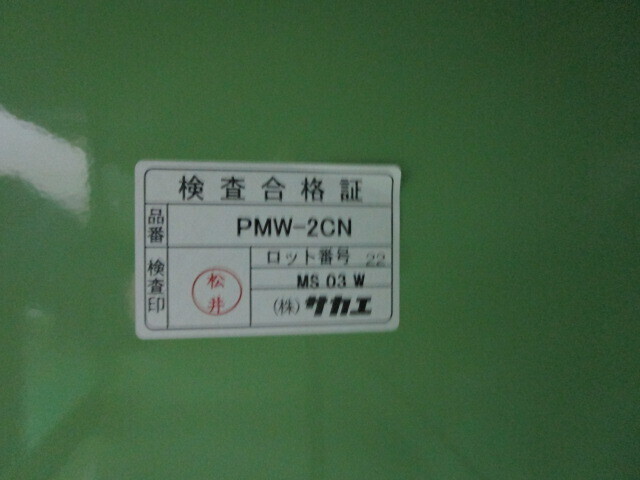 検査合格証
品番 PMW-2CN
検査印 松井
ロット番号 22
MS 03 W
(株)サカエ